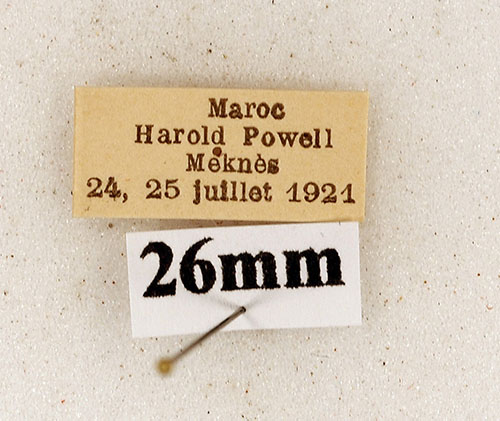 Maroc
Harold Powell
Meknès
24, 25 juillet 1921
26mm